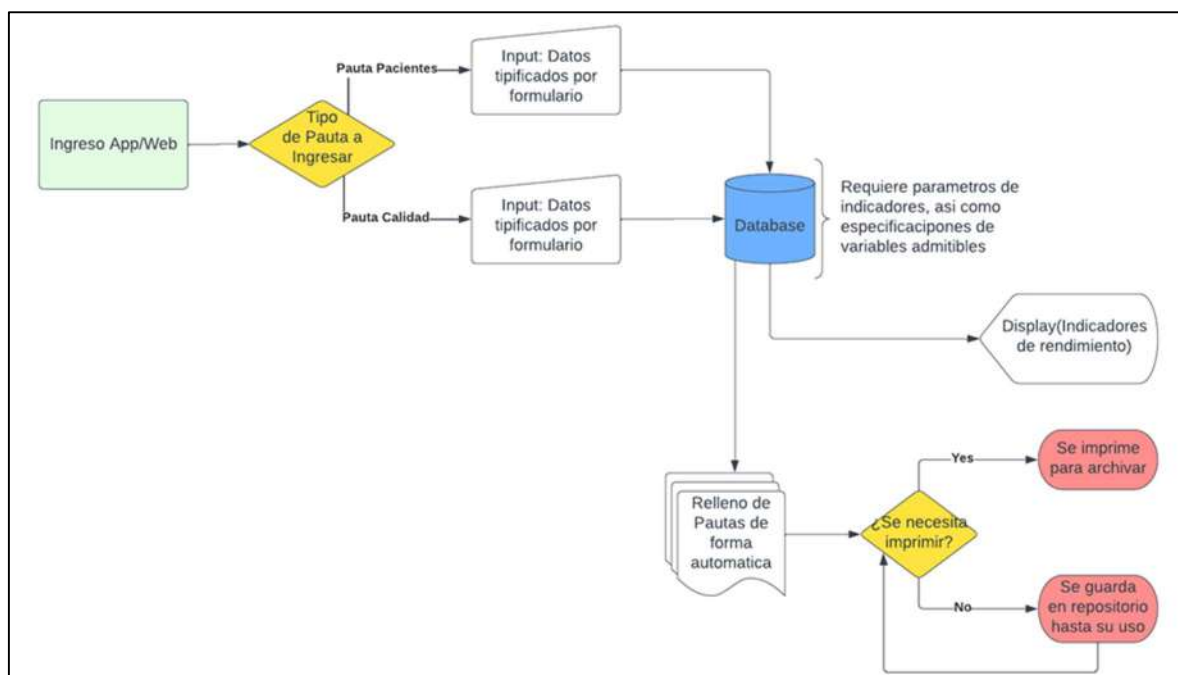 Ingreso App/Web
Tipo
de Pauta a
Ingresar
Pauta Pacientes
Input: Datos
tipificados por
formulario
Pauta Calidad
Input: Datos
tipificados por
formulario
Database
Requiere parametros de
indicadores, asi como
especificacipones de
variables admitibles
Display(Indicadores
de rendimiento)
Relleno de
Pautas de
forma
automatica
¿Se necesita
imprimir?
Yes
Se imprime
para archivar
No
Se guarda
en repositorio
hasta su uso